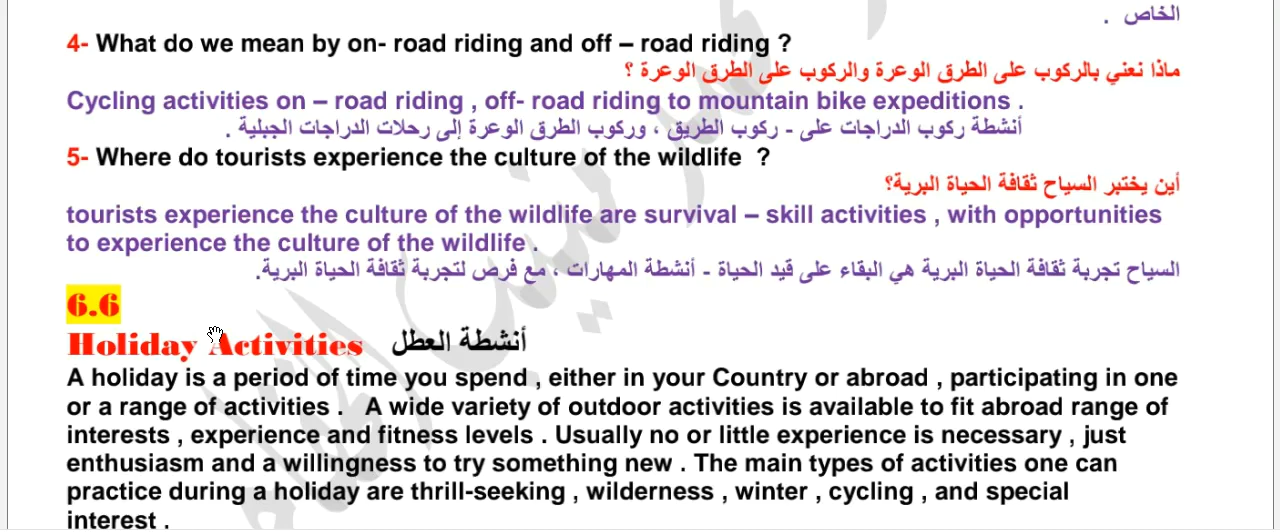 الخاص .
4- What do we mean by on- road riding and off – road riding ?
ماذا نعني بالركوب على الطرق الوعرة والركوب على الطرق الوعرة ؟
Cycling activities on – road riding , off- road riding to mountain bike expeditions .
أنشطة ركوب الدراجات على - ركوب الطريق ، وركوب الطرق الوعرة إلى رحلات الدراجات الجبلية .
5- Where do tourists experience the culture of the wildlife ?
أين يختبر السياح ثقافة الحياة البرية؟
tourists experience the culture of the wildlife are survival – skill activities , with opportunities
to experience the culture of the wildlife .
السياح تجربة ثقافة الحياة البرية هي البقاء على قيد الحياة - أنشطة المهارات ، مع فرص لتجربة ثقافة الحياة البرية.
6.6
Holiday Activities أنشطة العطل
A holiday is a period of time you spend , either in your Country or abroad , participating in one
or a range of activities . A wide variety of outdoor activities is available to fit abroad range of
interests , experience and fitness levels . Usually no or little experience is necessary , just
enthusiasm and a willingness to try something new . The main types of activities one can
practice during a holiday are thrill-seeking , wilderness , winter , cycling , and special
interest .